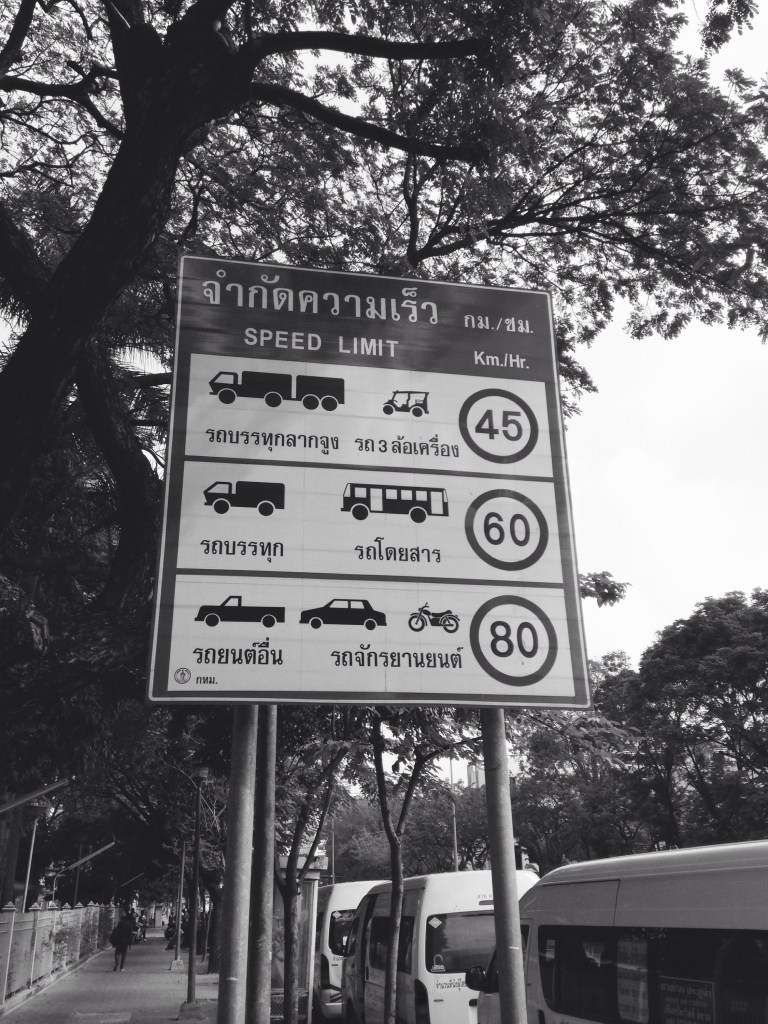 จำกัดความเร็ว กม./ชม.
SPEED LIMIT Km./Hr.
รถบรรทุกลากจูง รถ 3 ล้อเครื่อง 45
รถบรรทุก รถโดยสาร 60
รถยนต์อื่น รถจักรยานยนต์ 80
กทม.